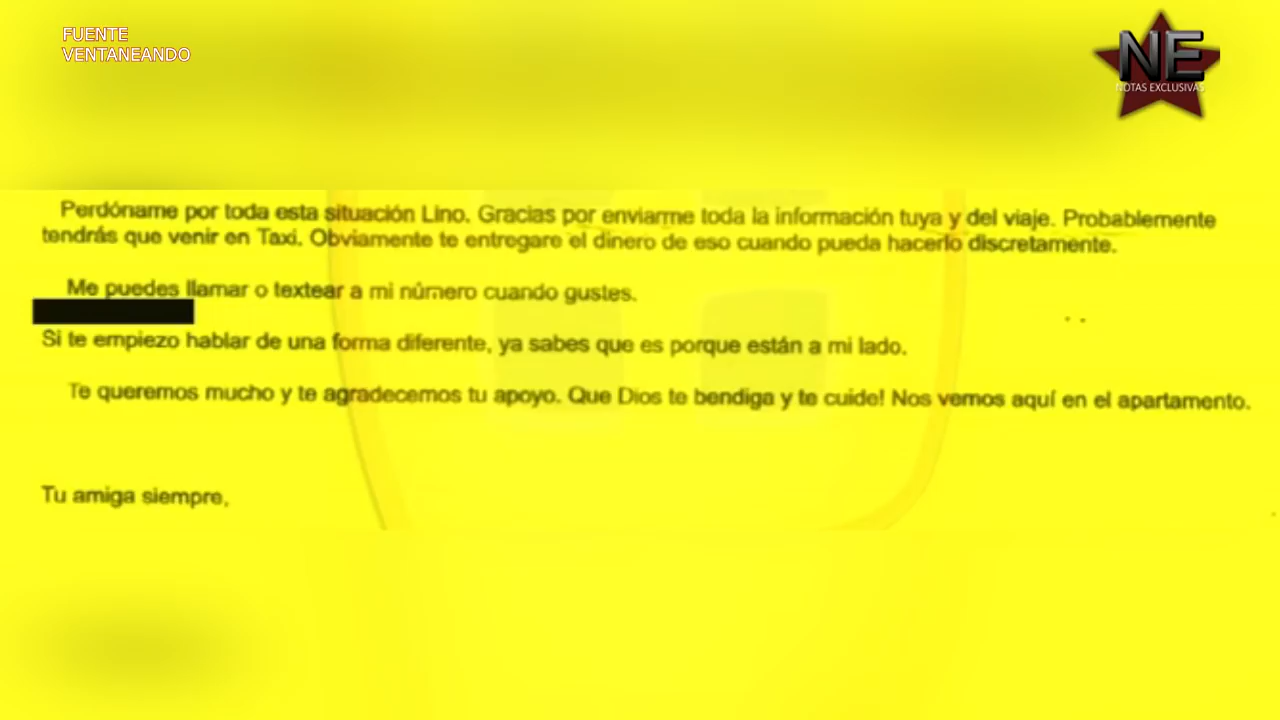 FUENTE
VENTANEANDO
NE
NOTAS EXCLUSIVAS
Perdóname por toda esta situación Lino. Gracias por enviarme toda la información tuya y del viaje. Probablemente
tendrás que venir en Taxi. Obviamente te entregare el dinero de eso cuando pueda hacerlo discretamente.
Me puedes llamar o textear a mi número cuando gustes.
Si te empiezo hablar de una forma diferente, ya sabes que es porque están a mi lado.
Te queremos mucho y te agradecemos tu apoyo. Que Dios te bendiga y te cuide! Nos vemos aquí en el apartamento.
Tu amiga siempre,